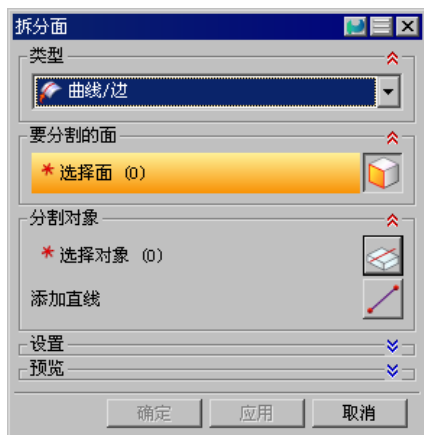 拆分面
类型
曲线/边
要分割的面
* 选择面 (0)
分割对象
* 选择对象 (0)
添加直线
设置
预览
确定 应用 取消